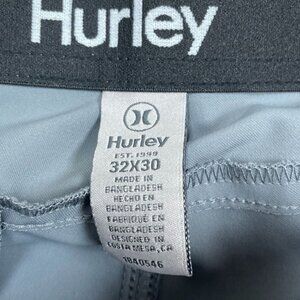 Hurley
Hurley
EST. 1999
32X30
MADE IN
BANGLADESH
HECHO EN
BANGLADESH
FABRIQUÉ EN
BANGLADESH
DESIGNED IN
COSTA MESA, CA
1840546